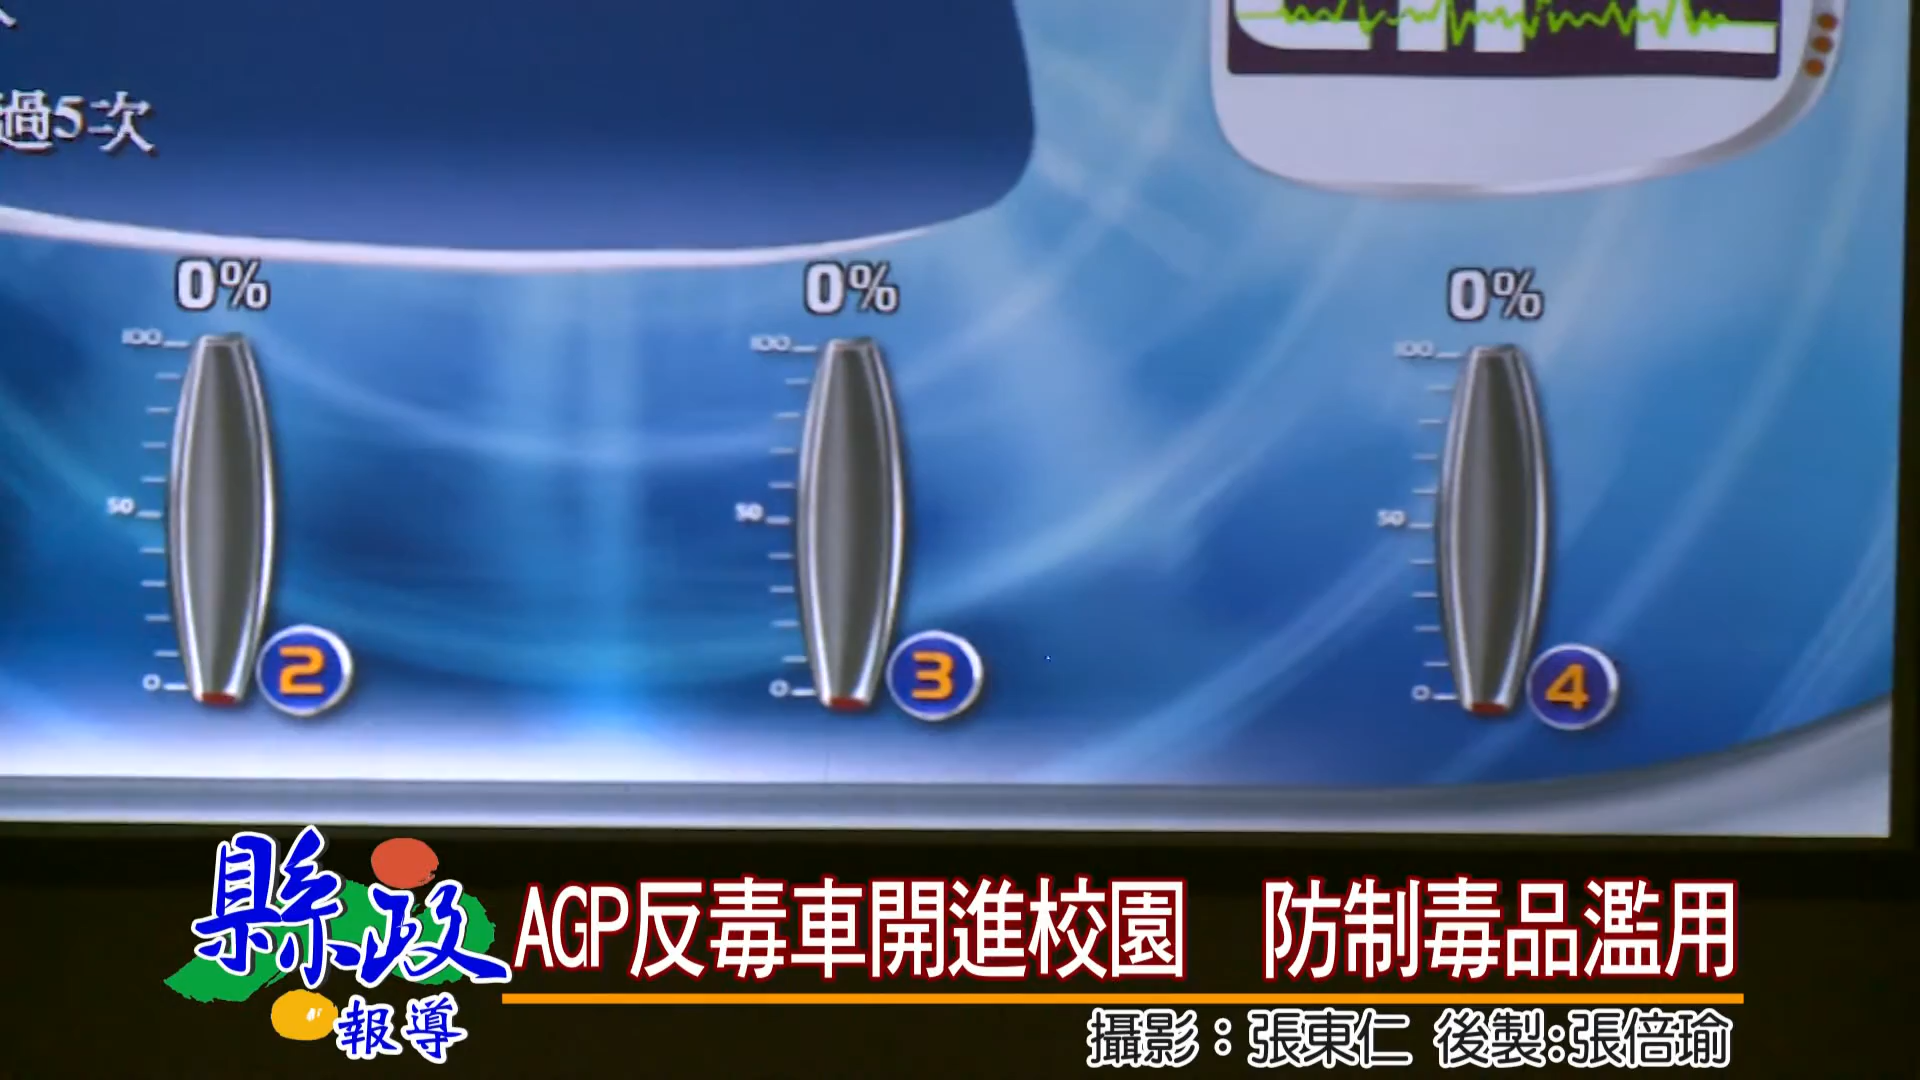 過5次
0% 0% 0%
100 100 100
50 50 50
0 0 0
2 3 4
縣政
報導
AGP反毒車開進校園 防制毒品濫用
攝影：張東仁 後製:張倍瑜